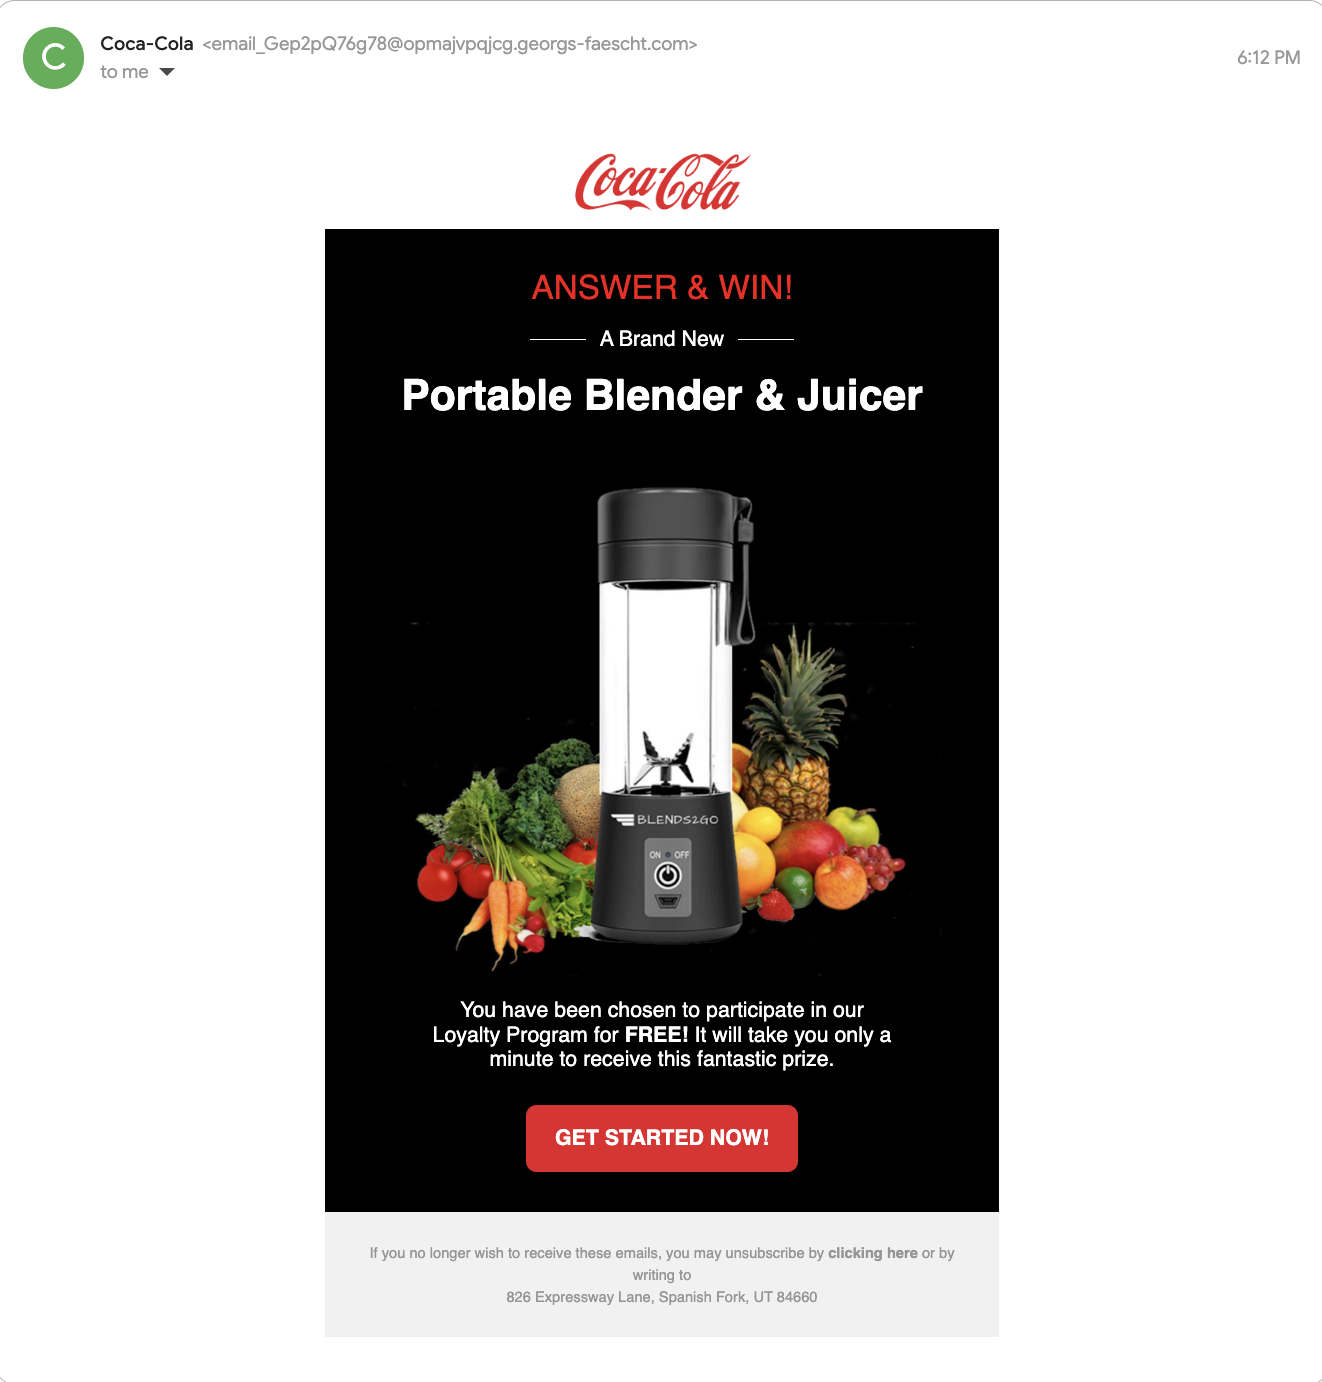 C
Coca-Cola <email_Gep2pQ76g78@opmajvpqjcg.georgs-faescht.com>
to me
6:12 PM
Coca-Cola
ANSWER & WIN!
A Brand New
Portable Blender & Juicer
BLENDS2GO
ON OFF
You have been chosen to participate in our
Loyalty Program for FREE! It will take you only a
minute to receive this fantastic prize.
GET STARTED NOW!
If you no longer wish to receive these emails, you may unsubscribe by clicking here or by
writing to
826 Expressway Lane, Spanish Fork, UT 84660